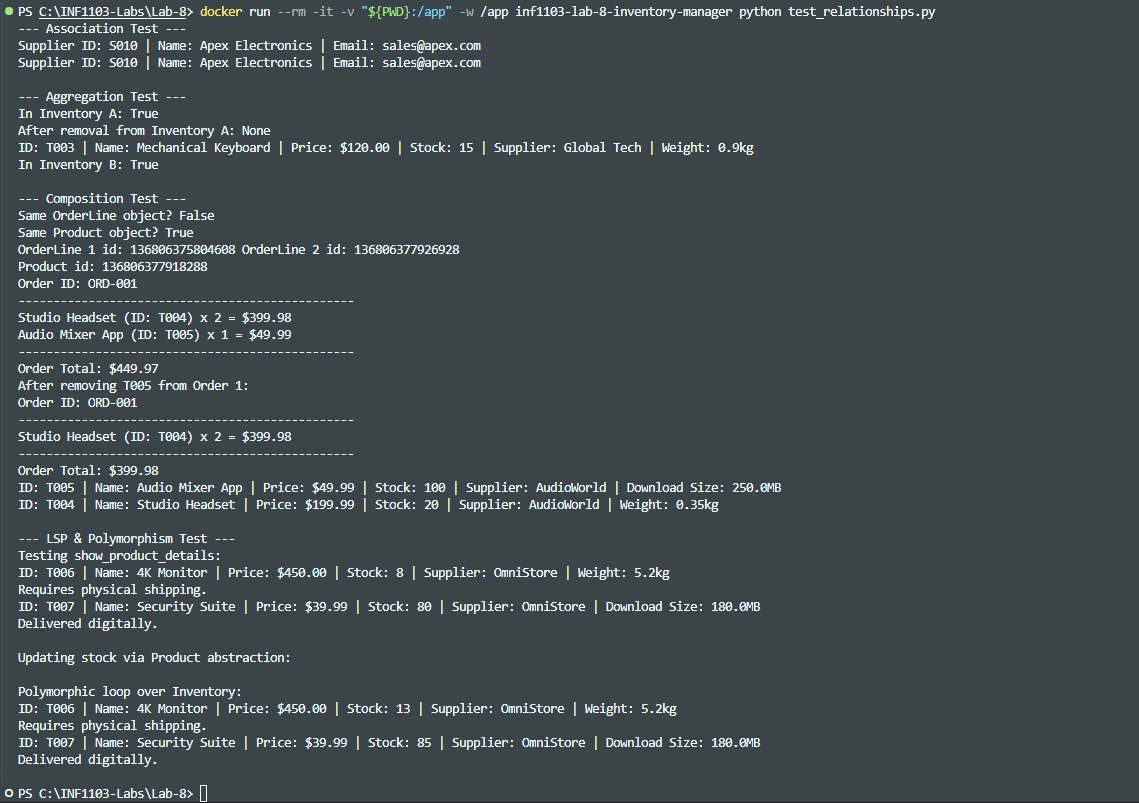 PS C:\INF1103-Labs\Lab-8> docker run --rm -it -v "${PWD}:/app" -w /app inf1103-lab-8-inventory-manager python test_relationships.py
--- Association Test ---
Supplier ID: S010 | Name: Apex Electronics | Email: sales@apex.com
Supplier ID: S010 | Name: Apex Electronics | Email: sales@apex.com

--- Aggregation Test ---
In Inventory A: True
After removal from Inventory A: None
ID: T003 | Name: Mechanical Keyboard | Price: $120.00 | Stock: 15 | Supplier: Global Tech | Weight: 0.9kg
In Inventory B: True

--- Composition Test ---
Same OrderLine object? False
Same Product object? True
OrderLine 1 id: 136806375804608 OrderLine 2 id: 136806377926928
Product id: 136806377918288
Order ID: ORD-001
------------------------------------------------
Studio Headset (ID: T004) x 2 = $399.98
Audio Mixer App (ID: T005) x 1 = $49.99
------------------------------------------------
Order Total: $449.97
After removing T005 from Order 1:
Order ID: ORD-001
------------------------------------------------
Studio Headset (ID: T004) x 2 = $399.98
------------------------------------------------
Order Total: $399.98
ID: T005 | Name: Audio Mixer App | Price: $49.99 | Stock: 100 | Supplier: AudioWorld | Download Size: 250.0MB
ID: T004 | Name: Studio Headset | Price: $199.99 | Stock: 20 | Supplier: AudioWorld | Weight: 0.35kg

--- LSP & Polymorphism Test ---
Testing show_product_details:
ID: T006 | Name: 4K Monitor | Price: $450.00 | Stock: 8 | Supplier: OmniStore | Weight: 5.2kg
Requires physical shipping.
ID: T007 | Name: Security Suite | Price: $39.99 | Stock: 80 | Supplier: OmniStore | Download Size: 180.0MB
Delivered digitally.

Updating stock via Product abstraction:

Polymorphic loop over Inventory:
ID: T006 | Name: 4K Monitor | Price: $450.00 | Stock: 13 | Supplier: OmniStore | Weight: 5.2kg
Requires physical shipping.
ID: T007 | Name: Security Suite | Price: $39.99 | Stock: 85 | Supplier: OmniStore | Download Size: 180.0MB
Delivered digitally.

PS C:\INF1103-Labs\Lab-8>